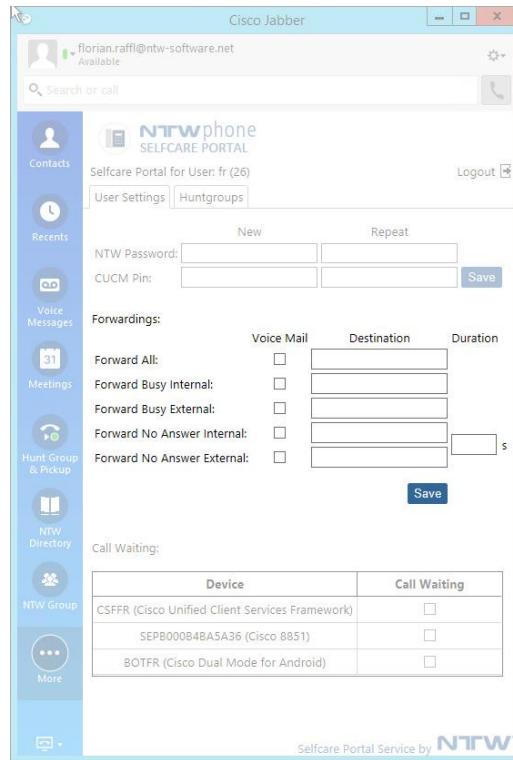 Cisco Jabber
florian.raffl@ntw-software.net
Available
Search or call
NTW phone
SELFCARE PORTAL
Contacts
Selfcare Portal for User: fr (26) Logout
User Settings Huntgroups
Recents
New Repeat
NTW Password:
CUCM Pin: Save
Voice
Messages
Forwardings:
Voice Mail Destination Duration
31
Forward All:
Meetings
Forward Busy Internal:
Forward Busy External:
Forward No Answer Internal:
s
Hunt Group
& Pickup
Forward No Answer External:
Save
NTW
Directory
Call Waiting:
Device Call Waiting
NTW Group
CSFFR (Cisco Unified Client Services Framework)
SEPB000B4BA5A36 (Cisco 8851)
BOTFR (Cisco Dual Mode for Android)
More
Selfcare Portal Service by NTW